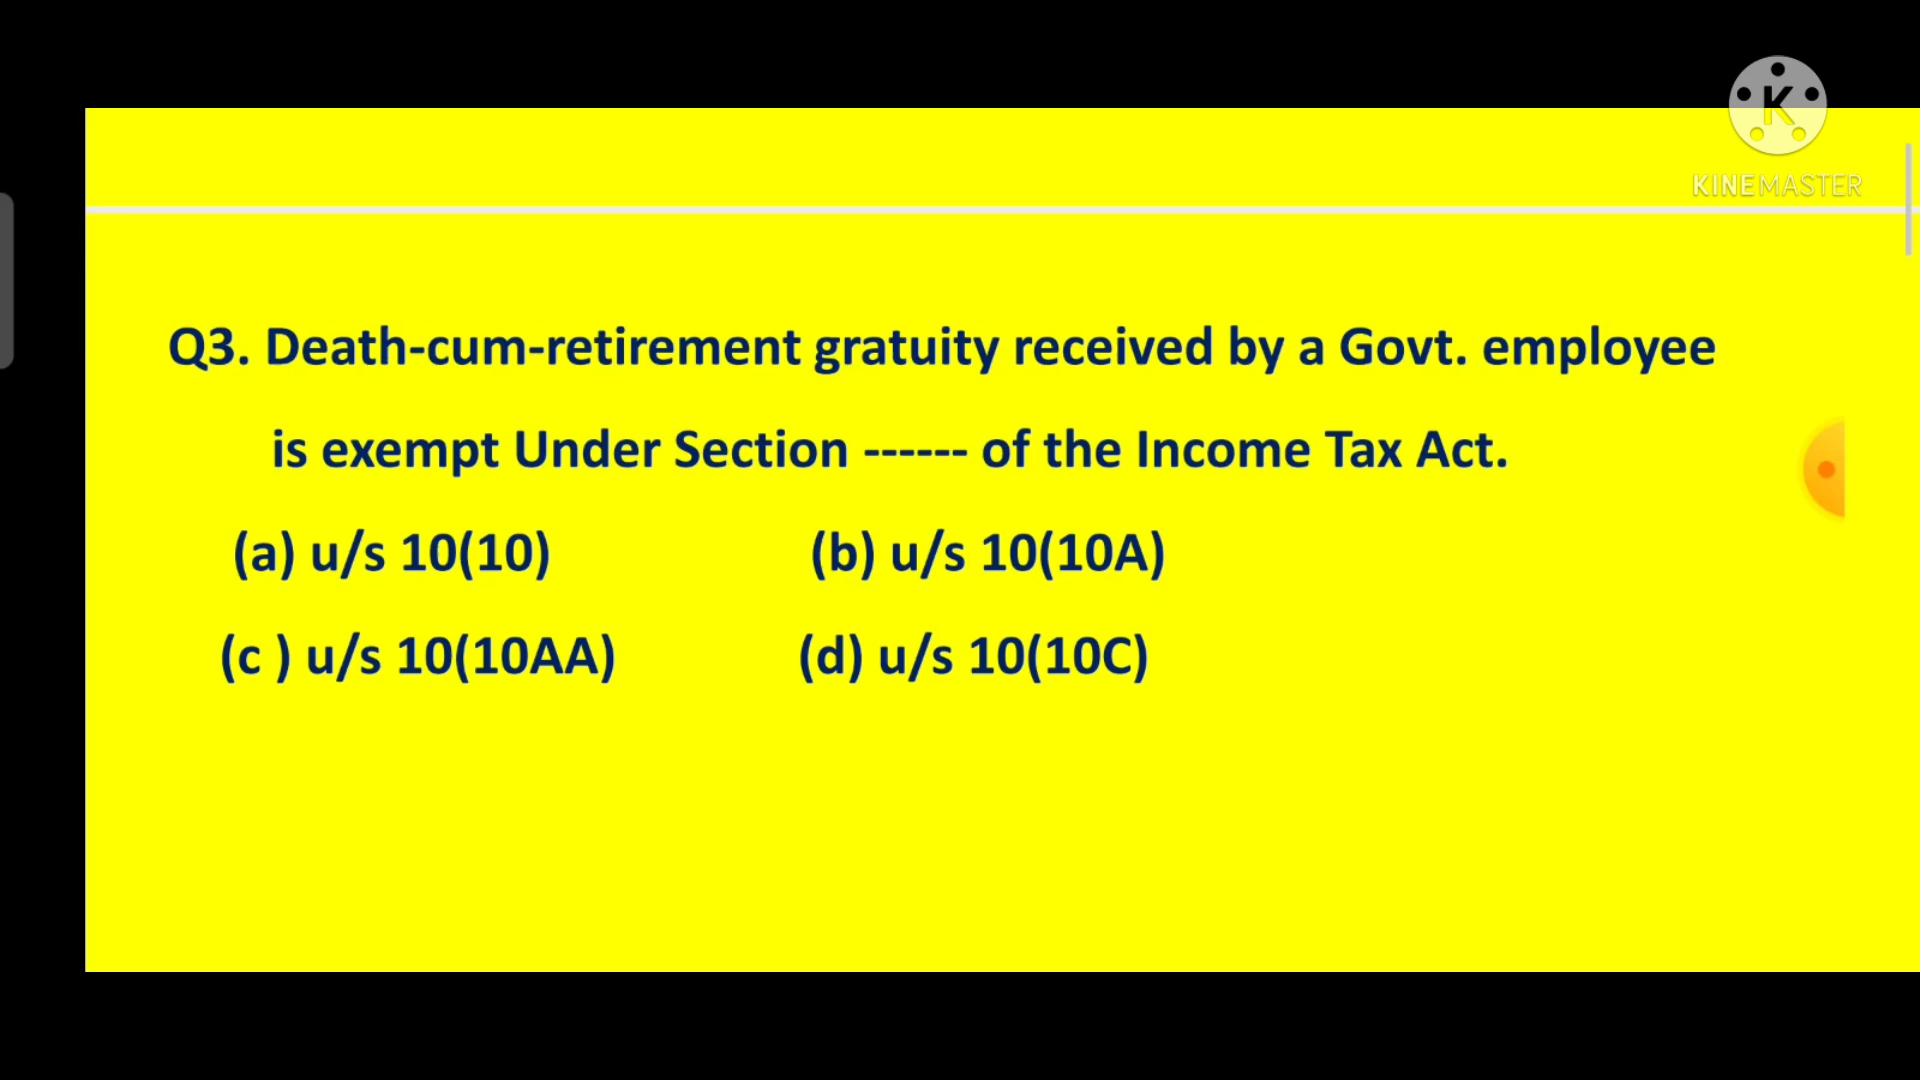 K
KINEMASTER
Q3. Death-cum-retirement gratuity received by a Govt. employee
is exempt Under Section ------ of the Income Tax Act.
(a) u/s 10(10) (b) u/s 10(10A)
(c ) u/s 10(10AA) (d) u/s 10(10C)